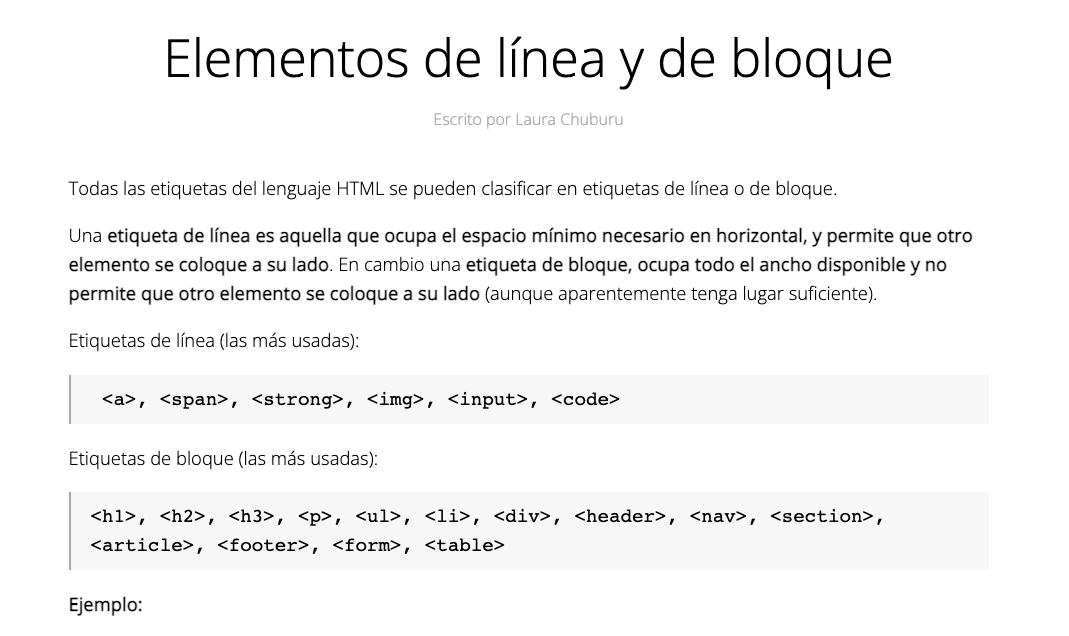 Elementos de línea y de bloque
Escrito por Laura Chuburu
Todas las etiquetas del lenguaje HTML se pueden clasificar en etiquetas de línea o de bloque.
Una etiqueta de línea es aquella que ocupa el espacio mínimo necesario en horizontal, y permite que otro
elemento se coloque a su lado. En cambio una etiqueta de bloque, ocupa todo el ancho disponible y no
permite que otro elemento se coloque a su lado (aunque aparentemente tenga lugar suficiente).
Etiquetas de línea (las más usadas):
<a>, <span>, <strong>, <img>, <input>, <code>
Etiquetas de bloque (las más usadas):
<h1>, <h2>, <h3>, <p>, <ul>, <li>, <div>, <header>, <nav>, <section>,
<article>, <footer>, <form>, <table>
Ejemplo: